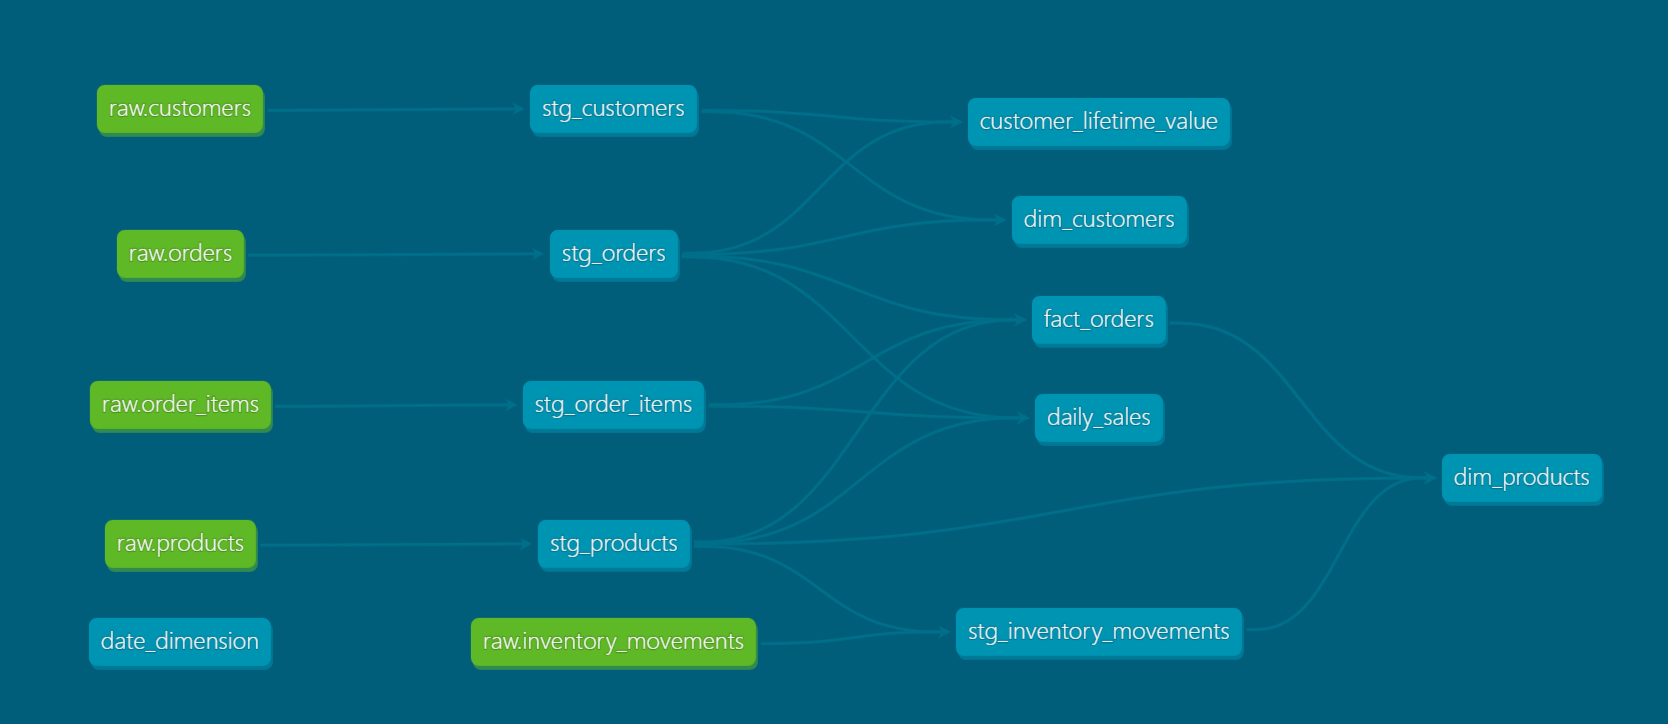 raw.customers
stg_customers
customer_lifetime_value
dim_customers
raw.orders
stg_orders
fact_orders
raw.order_items
stg_order_items
daily_sales
dim_products
raw.products
stg_products
date_dimension
raw.inventory_movements
stg_inventory_movements